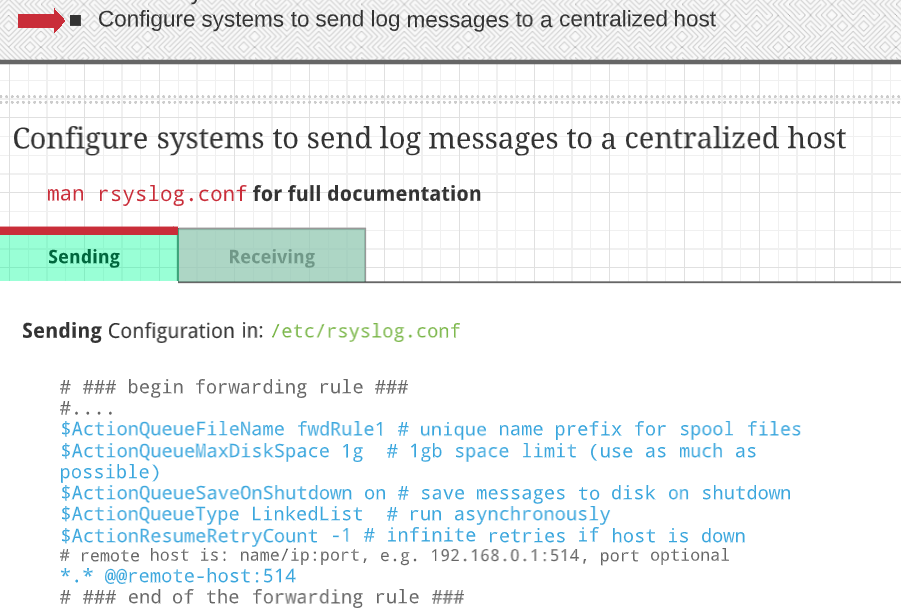 Configure systems to send log messages to a centralized host
Configure systems to send log messages to a centralized host
man rsyslog.conf for full documentation
Sending
Receiving
Sending Configuration in: /etc/rsyslog.conf
# ### begin forwarding rule ###
#....
$ActionQueueFileName fwdRule1 # unique name prefix for spool files
$ActionQueueMaxDiskSpace 1g  # 1gb space limit (use as much as
possible)
$ActionQueueSaveOnShutdown on # save messages to disk on shutdown
$ActionQueueType LinkedList  # run asynchronously
$ActionResumeRetryCount -1 # infinite retries if host is down
# remote host is: name/ip:port, e.g. 192.168.0.1:514, port optional
*.* @@remote-host:514
# ### end of the forwarding rule ###